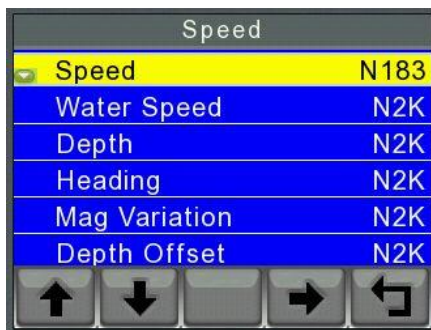 Speed
Speed N183
Water Speed N2K
Depth N2K
Heading N2K
Mag Variation N2K
Depth Offset N2K